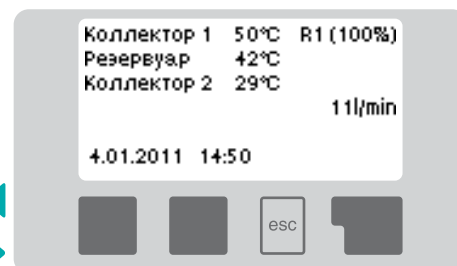 Коллектор 1 50°C R1 (100%)
Резервуар 42°C
Коллектор 2 29°C
11l/min
4.01.2011 14:50
esc